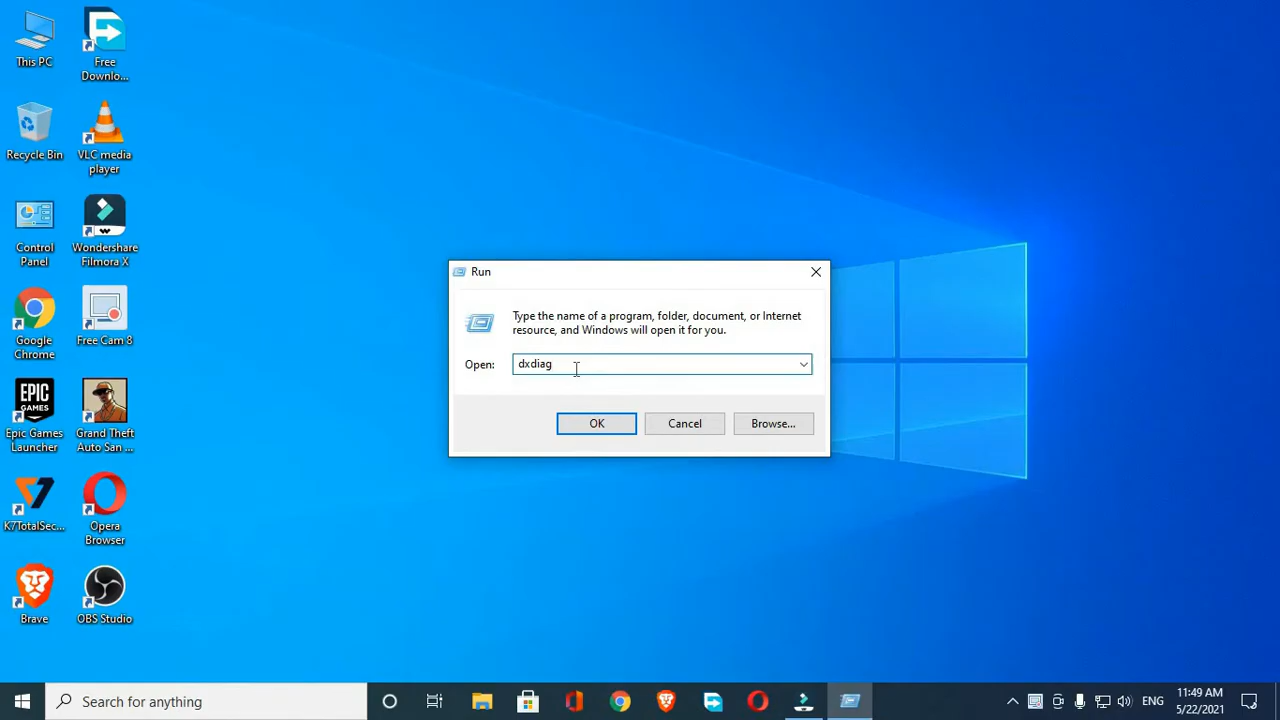 This PC
Free
Downlo...
Recycle Bin
VLC media
player
Control
Panel
Wondershare
Filmora X
Google
Chrome
Free Cam 8
EPIC
GAMES
Epic Games
Launcher
Grand Theft
Auto San ...
K7TotalSec...
Opera
Browser
Brave
OBS Studio
Run
Type the name of a program, folder, document, or Internet
resource, and Windows will open it for you.
Open:
dxdiag
OK
Cancel
Browse...
Search for anything
ENG
11:49 AM
5/22/2021